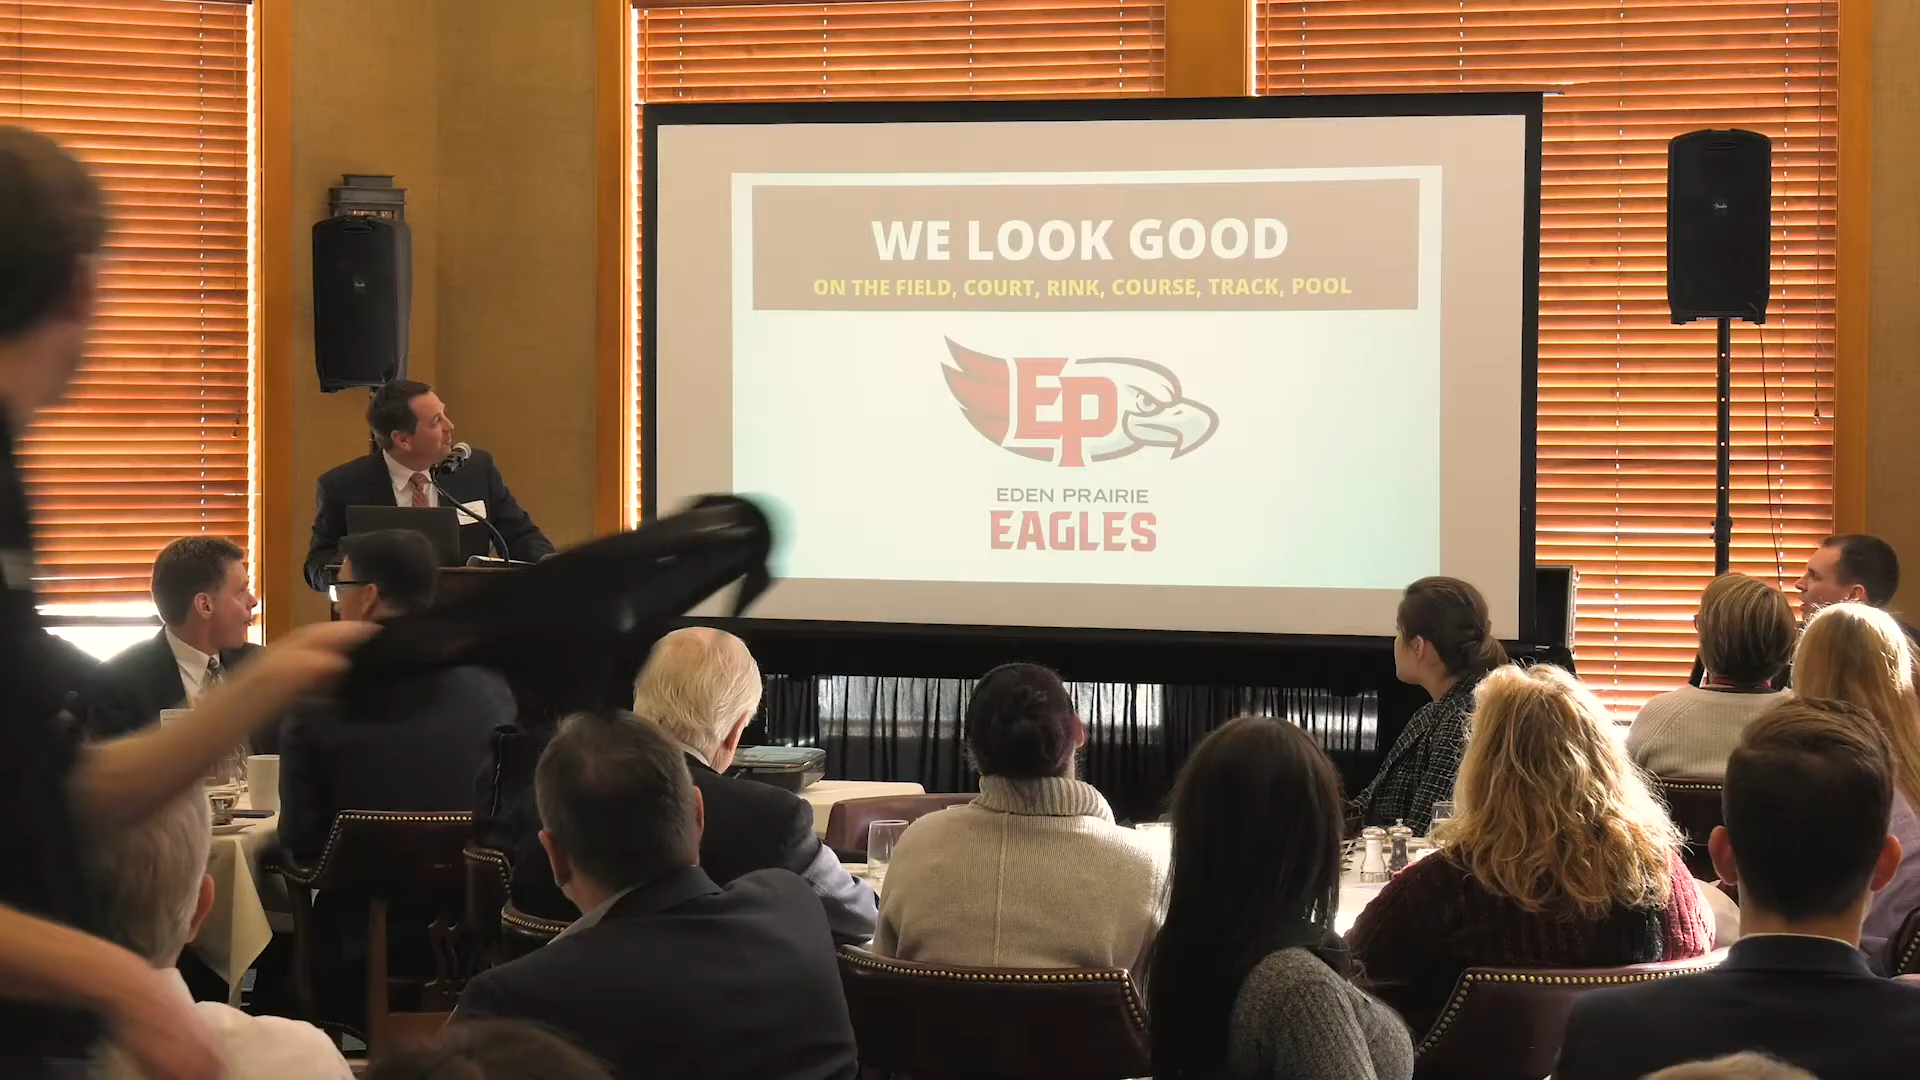 WE LOOK GOOD
ON THE FIELD, COURT, RINK, COURSE, TRACK, POOL
EP
EDEN PRAIRIE
EAGLES